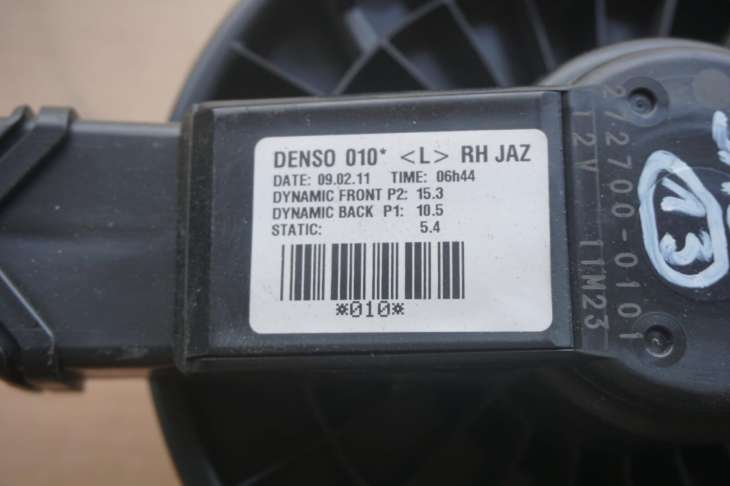 DENSO 010* <L> RH JAZ
DATE: 09.02.11 TIME: 06h44
DYNAMIC FRONT P2: 15.3
DYNAMIC BACK P1: 10.5
STATIC: 5.4
*010*
272700-0101
12V 11M23
13